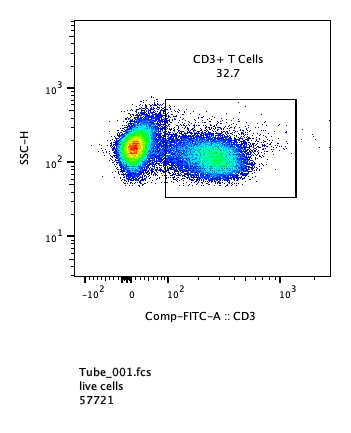 CD3+ T Cells
32.7
10³
10²
10¹
SSC-H
-10² 0 10² 10³
Comp-FITC-A :: CD3
Tube_001.fcs
live cells
57721